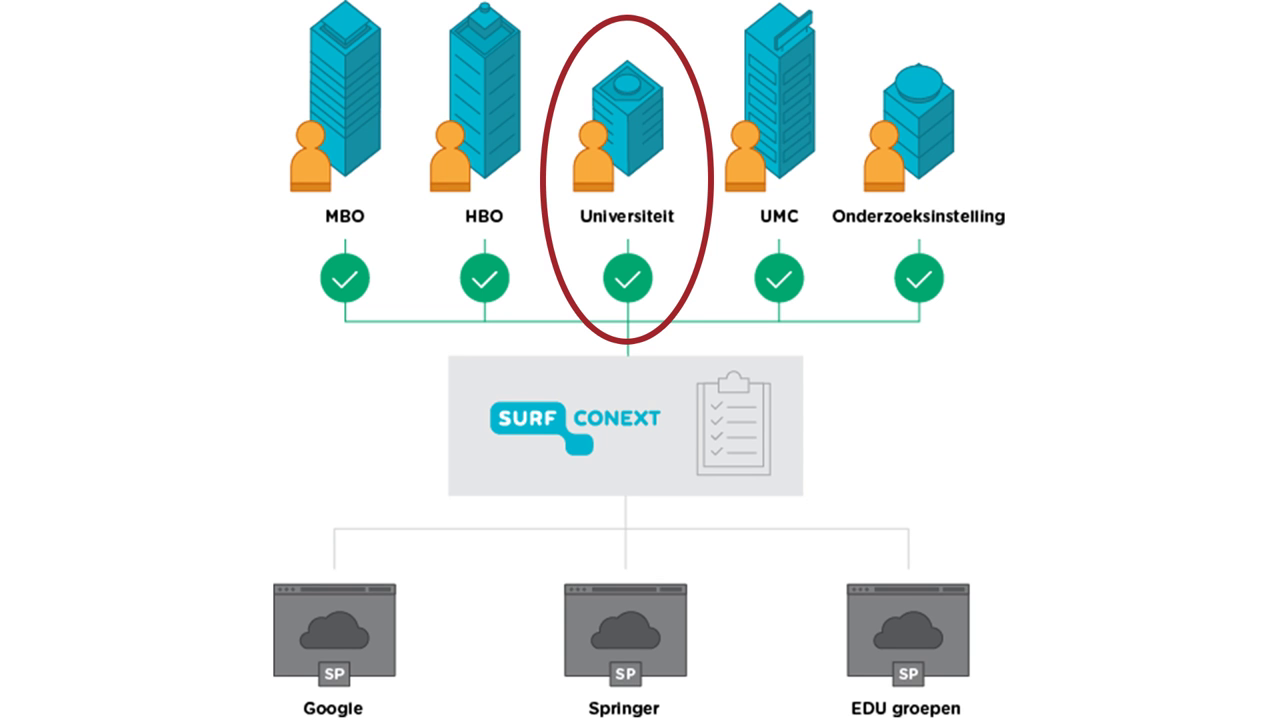 MBO
HBO
Universiteit
UMC
Onderzoeksinstelling
SURF CONEXT
SP
SP
SP
Google
Springer
EDU groepen